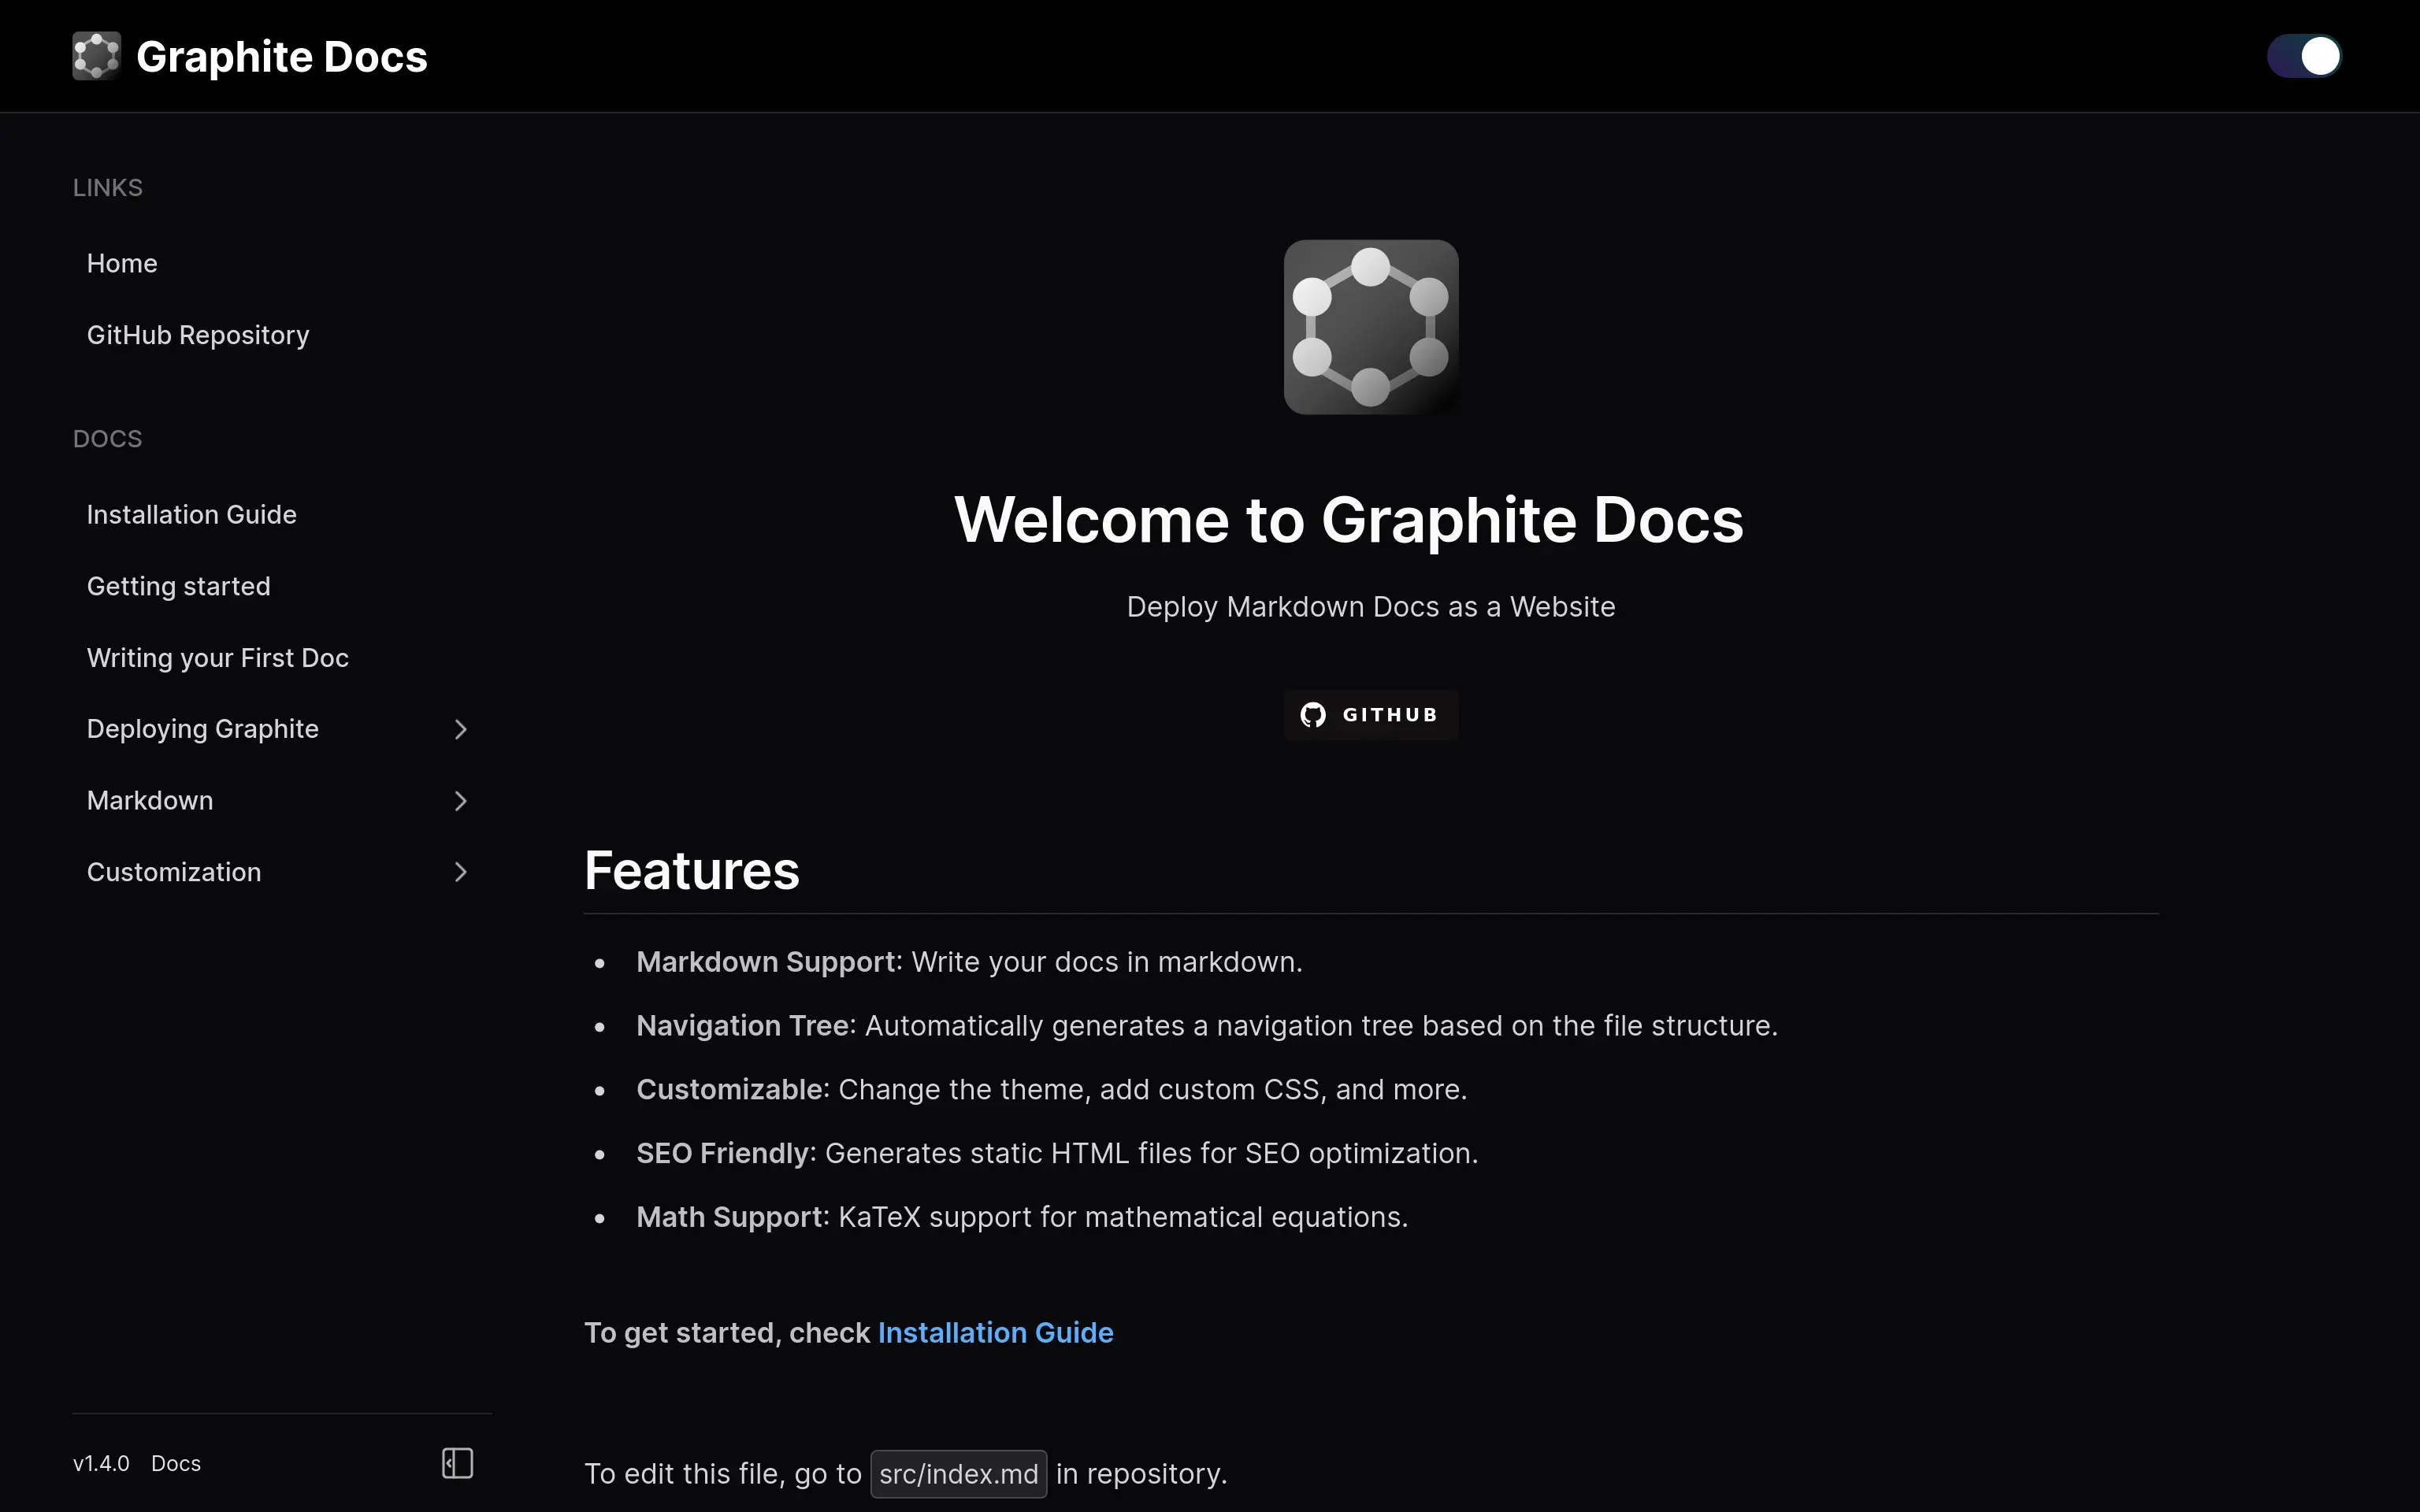 Graphite Docs
LINKS
Home
GitHub Repository
DOCS
Installation Guide
Getting started
Writing your First Doc
Deploying Graphite
Markdown
Customization
v1.4.0 Docs
Welcome to Graphite Docs
Deploy Markdown Docs as a Website
GITHUB
Features
• Markdown Support: Write your docs in markdown.
• Navigation Tree: Automatically generates a navigation tree based on the file structure.
• Customizable: Change the theme, add custom CSS, and more.
• SEO Friendly: Generates static HTML files for SEO optimization.
• Math Support: KaTeX support for mathematical equations.
To get started, check Installation Guide
To edit this file, go to src/index.md in repository.